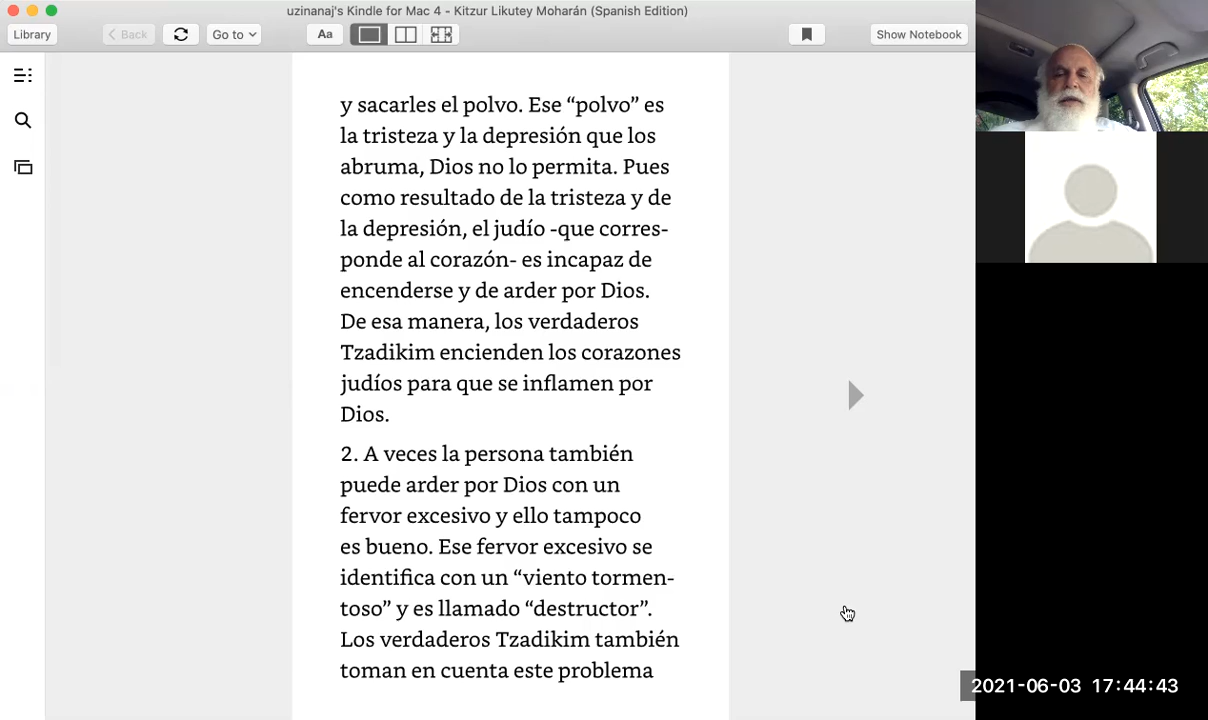 uzinanaj's Kindle for Mac 4 - Kitzur Likutey Moharán (Spanish Edition)
Library
Back
Go to
Aa
Show Notebook
y sacarles el polvo. Ese “polvo” es
la tristeza y la depresión que los
abruma, Dios no lo permita. Pues
como resultado de la tristeza y de
la depresión, el judío -que corres-
ponde al corazón- es incapaz de
encenderse y de arder por Dios.
De esa manera, los verdaderos
Tzadikim encienden los corazones
judíos para que se inflamen por
Dios.
2. A veces la persona también
puede arder por Dios con un
fervor excesivo y ello tampoco
es bueno. Ese fervor excesivo se
identifica con un “viento tormen-
toso” y es llamado “destructor”.
Los verdaderos Tzadikim también
toman en cuenta este problema
2021-06-03 17:44:43